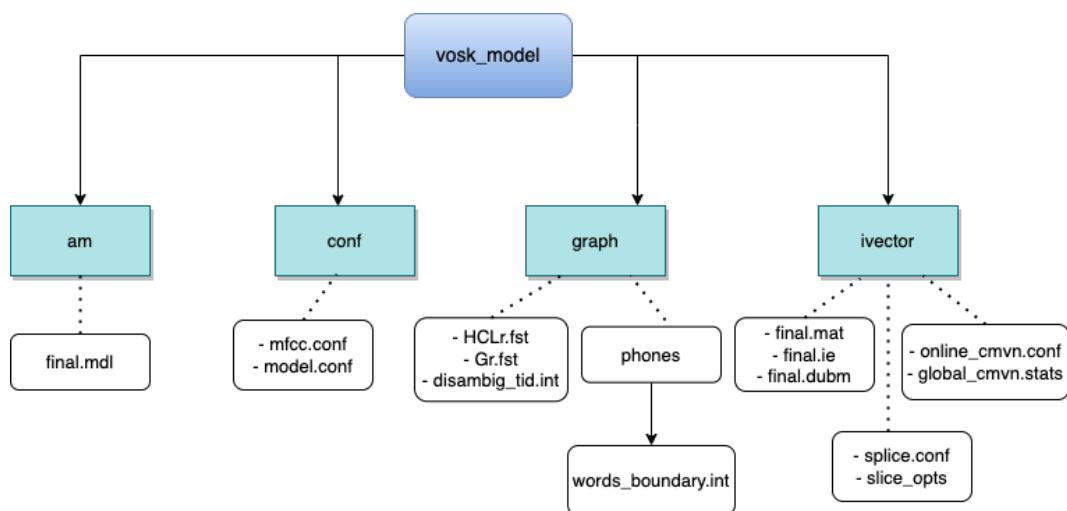 vosk_model
am
conf
graph
ivector
final.mdl
- mfcc.conf
- model.conf
- HCLr.fst
- Gr.fst
- disambig_tid.int
phones
- final.mat
- final.ie
- final.dubm
- online_cmvn.conf
- global_cmvn.stats
words_boundary.int
- splice.conf
- slice_opts